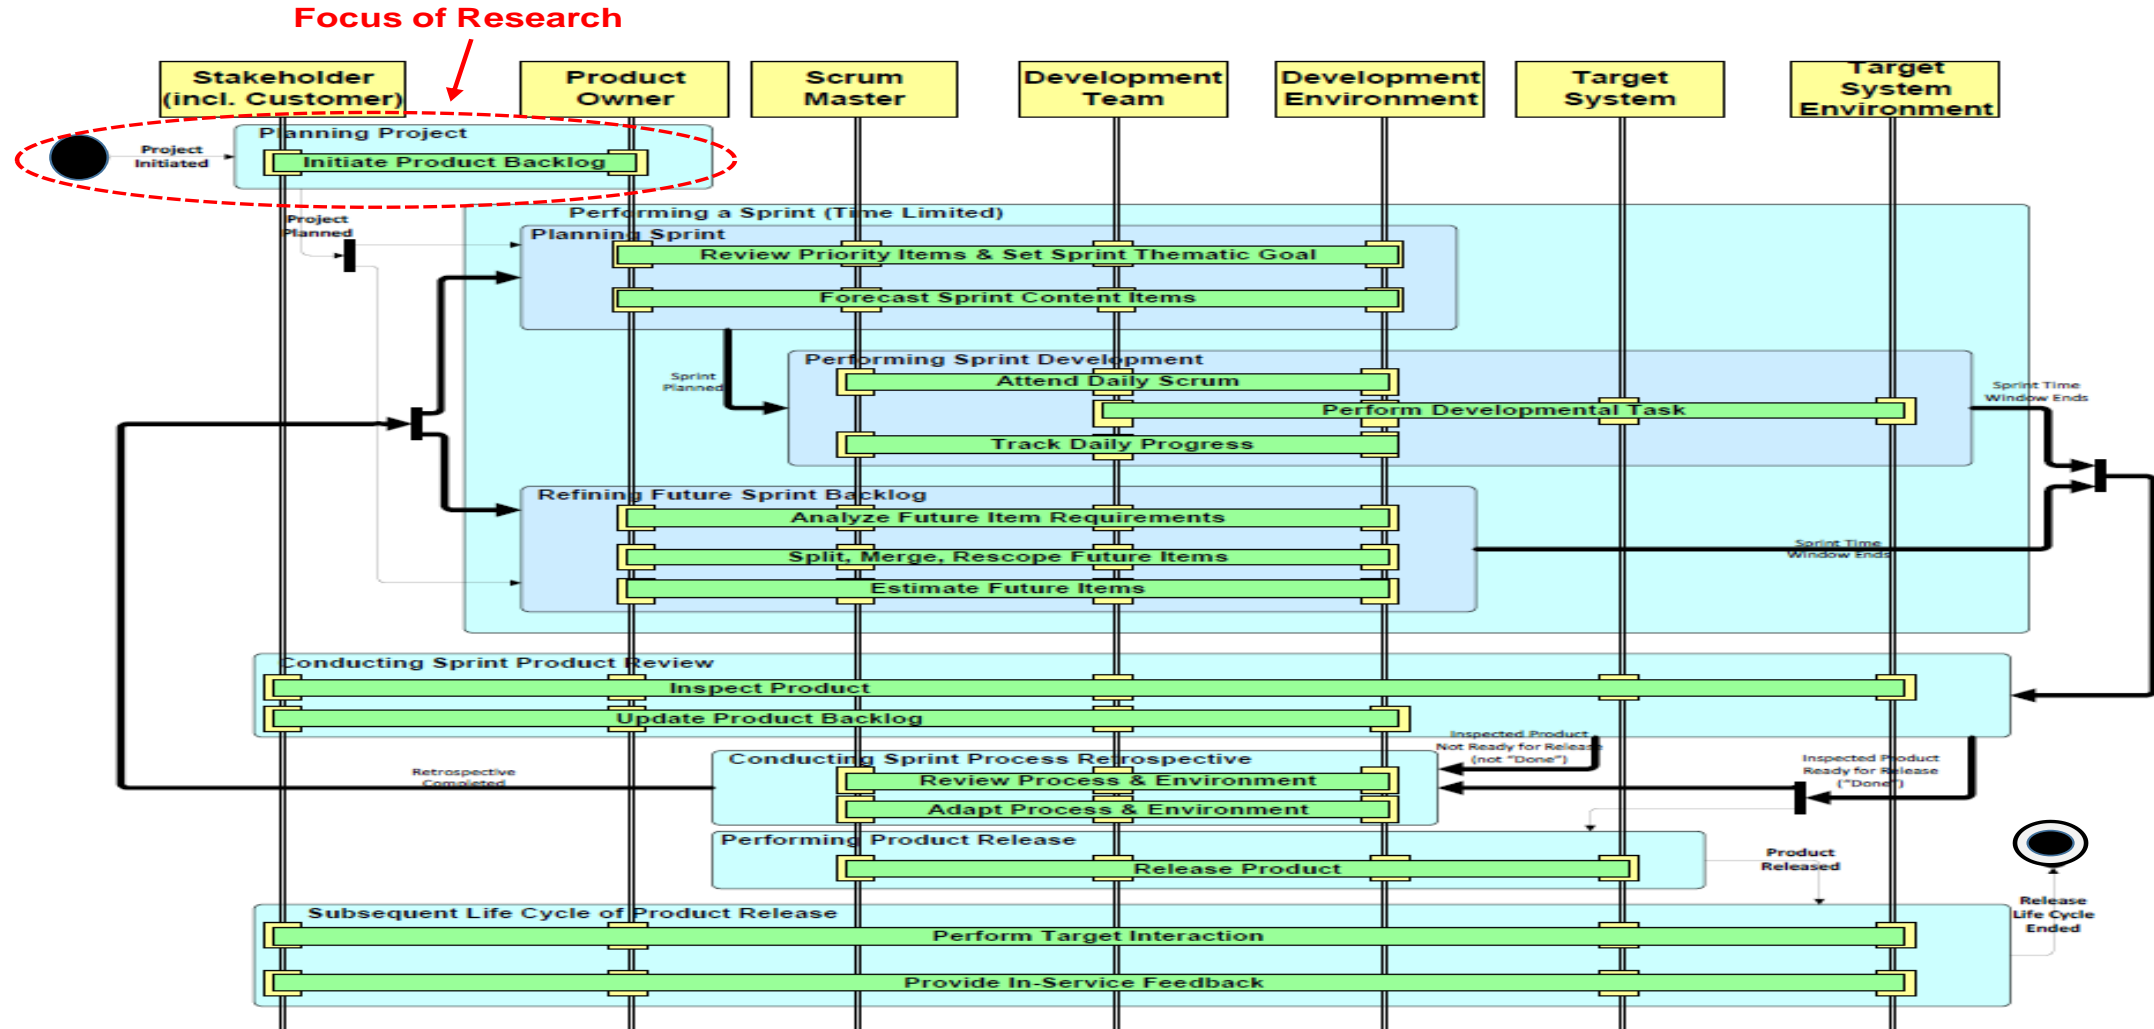 Focus of Research
Stakeholder
(incl. Customer)
Product
Owner
Scrum
Master
Development
Team
Development
Environment
Target
System
Target
System
Environment
Planning Project
Project
Initiated
Initiate Product Backlog
Project
Planned
Performing a Sprint (Time Limited)
Planning Sprint
Review Priority Items & Set Sprint Thematic Goal
Forecast Sprint Content Items
Sprint
Planned
Performing Sprint Development
Attend Daily Scrum
Perform Developmental Task
Track Daily Progress
Sprint Time
Window Ends
Refining Future Sprint Backlog
Analyze Future Item Requirements
Split, Merge, Rescope Future Items
Estimate Future Items
Sprint Time
Window Ends
Conducting Sprint Product Review
Inspect Product
Update Product Backlog
Inspected Product
Not Ready for Release
(not "Done")
Inspected Product
Ready for Release
("Done")
Conducting Sprint Process Retrospective
Review Process & Environment
Adapt Process & Environment
Retrospective
Completed
Performing Product Release
Release Product
Product
Released
Subsequent Life Cycle of Product Release
Perform Target Interaction
Provide In-Service Feedback
Release
Life Cycle
Ended